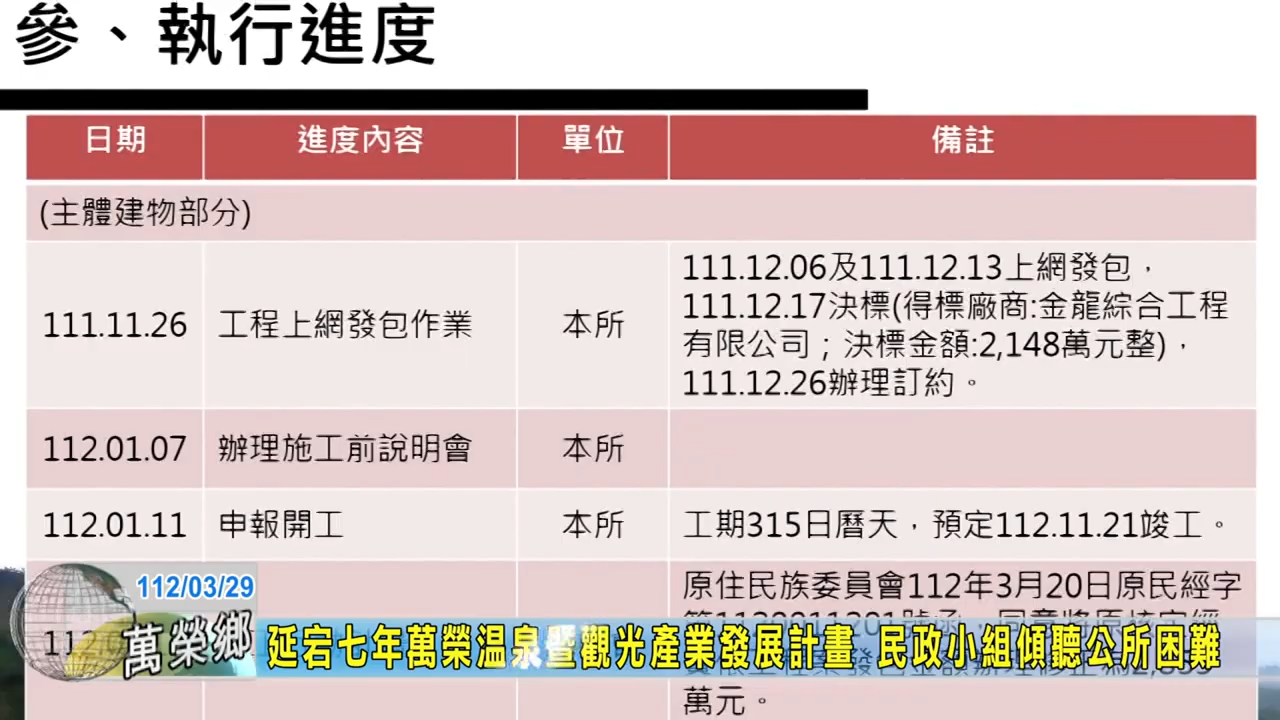 參、執行進度
日期 進度內容 單位 備註
(主體建物部分)
111.11.26 工程上網發包作業 本所 111.12.06及111.12.13上網發包，
111.12.17決標(得標廠商:金龍綜合工程
有限公司；決標金額:2,148萬元整)，
111.12.26辦理訂約。
112.01.07 辦理施工前說明會 本所
112.01.11 申報開工 本所 工期315日曆天，預定112.11.21竣工。
原住民族委員會112年3月20日原民經字
萬元。
112/03/29
萬榮鄉
延宕七年萬榮溫泉暨觀光產業發展計畫 民政小組傾聽公所困難